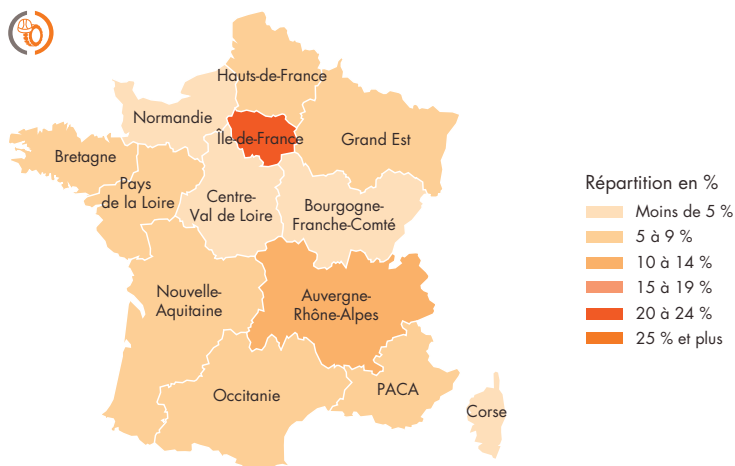 Hauts-de-France
Normandie
Île-de-France
Grand Est
Bretagne
Pays
de la Loire
Centre-
Val de Loire
Bourgogne-
Franche-Comté
Nouvelle-
Aquitaine
Auvergne-
Rhône-Alpes
Occitanie
PACA
Corse
Répartition en %
Moins de 5 %
5 à 9 %
10 à 14 %
15 à 19 %
20 à 24 %
25 % et plus